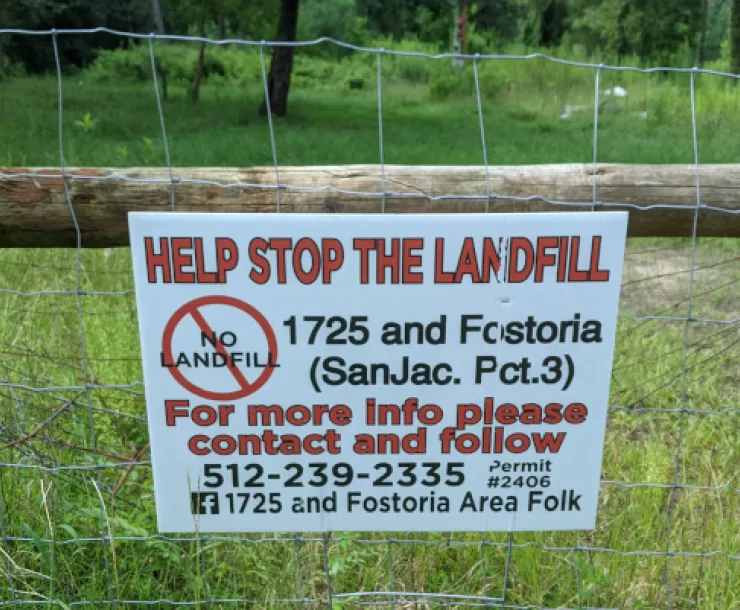 HELP STOP THE LANDFILL
NO
LANDFILL
1725 and Fostoria
(SanJac. Pct.3)
For more info please
contact and follow
512-239-2335
Permit
#2406
1725 and Fostoria Area Folk